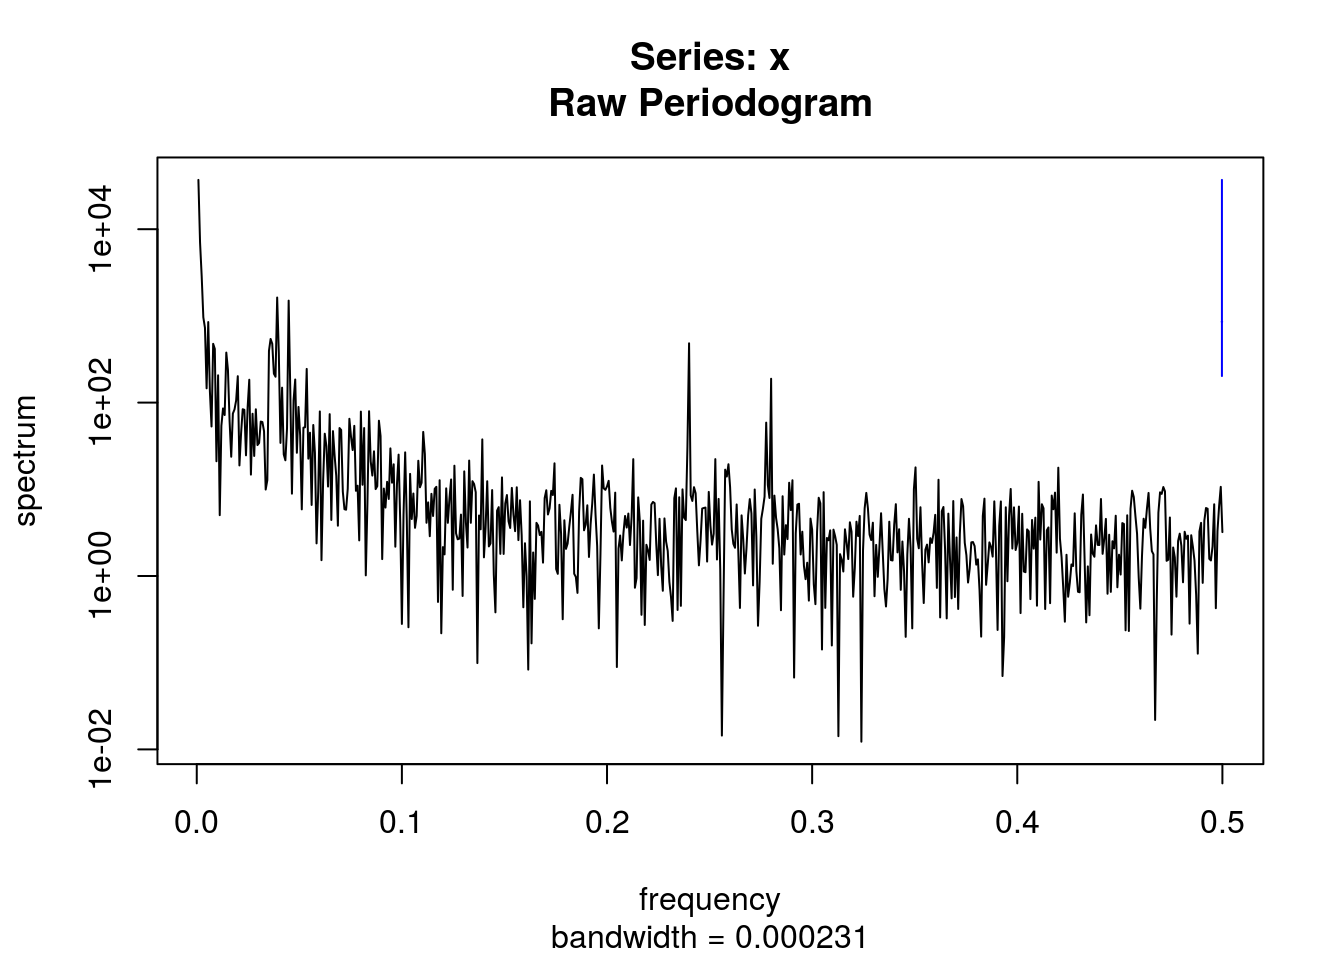 Series: x
Raw Periodogram
spectrum
1e+04
1e+02
1e+00
1e-02
0.0 0.1 0.2 0.3 0.4 0.5
frequency
bandwidth = 0.000231